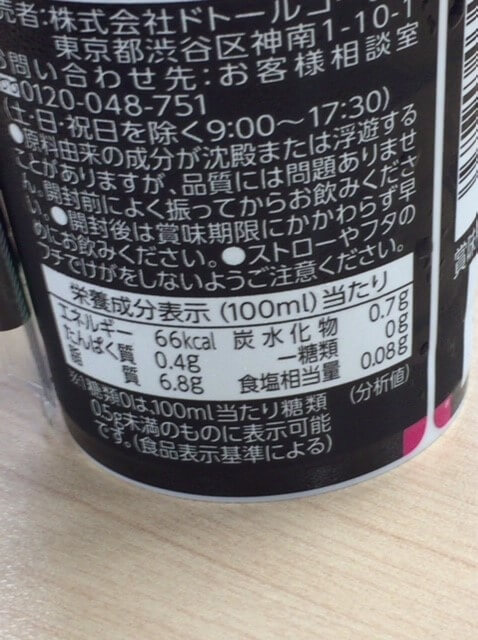 売者:株式会社ドトールコ
東京都渋谷区神南1-10-1
お問い合わせ先:お客様相談室
0120-048-751
(土・日・祝日を除く9:00〜17:30)
●原料由来の成分が沈殿または浮遊する
ことがありますが、品質には問題ありませ
ん。開封前によく振ってからお飲みくださ
い。●開封後は賞味期限にかかわらず早
めにお飲みください。●ストローやフタの
フチでけがをしないようご注意ください。
栄養成分表示(100ml)当たり
エネルギー 66kcal 炭水化物 0.7g
たんぱく質 0.4g ー糖類 0g
脂質 6.8g 食塩相当量 0.08g
(分析値)
※糖類0は、100ml当たり糖類
0.5g未満のものに表示可能
です。(食品表示基準による)
賞味